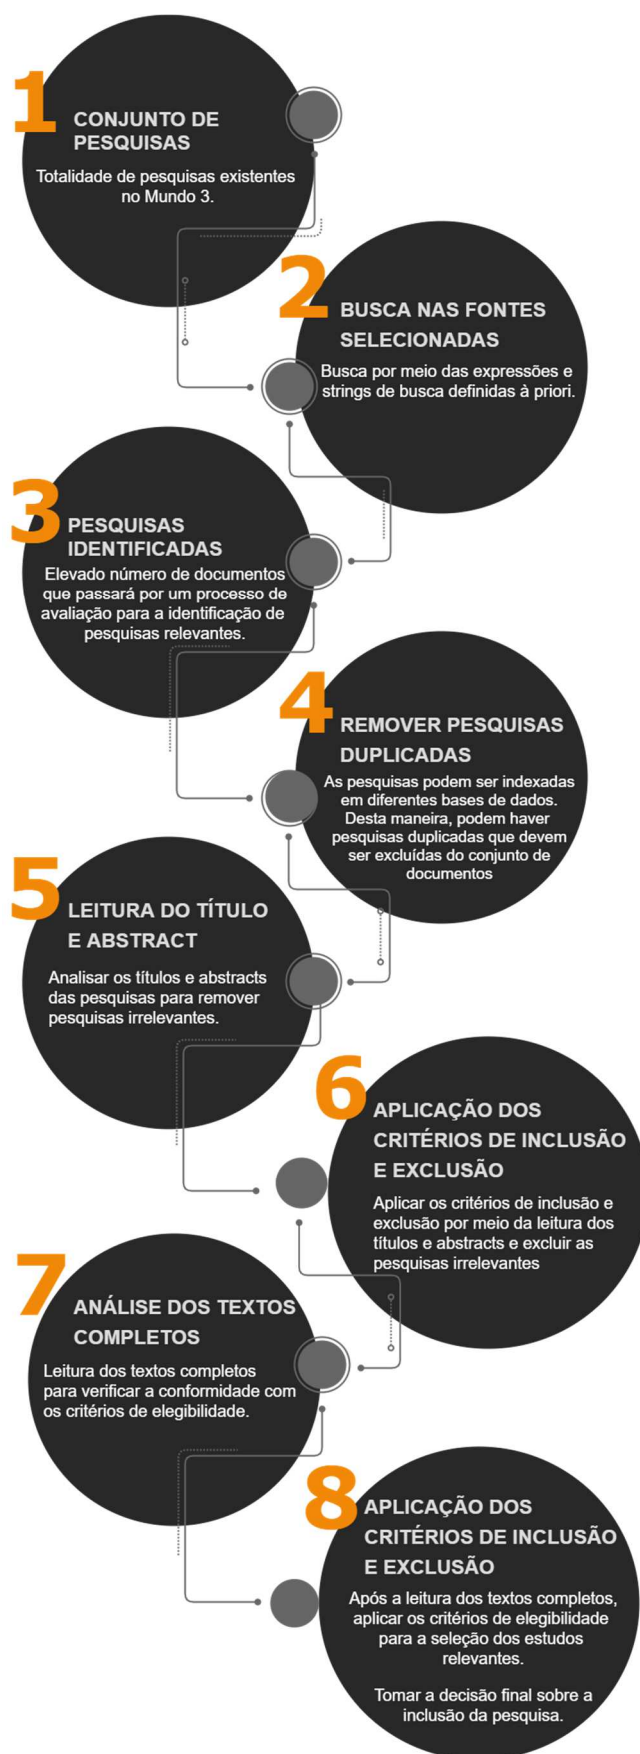 1
CONJUNTO DE
PESQUISAS
Totalidade de pesquisas existentes
no Mundo 3.
2
BUSCA NAS FONTES
SELECIONADAS
Busca por meio das expressões e
strings de busca definidas à priori.
3
PESQUISAS
IDENTIFICADAS
Elevado número de documentos
que passará por um processo de
avaliação para a identificação de
pesquisas relevantes.
4
REMOVER PESQUISAS
DUPLICADAS
As pesquisas podem ser indexadas
em diferentes bases de dados.
Desta maneira, podem haver
pesquisas duplicadas que devem
ser excluídas do conjunto de
documentos
5
LEITURA DO TÍTULO
E ABSTRACT
Analisar os títulos e abstracts
das pesquisas para remover
pesquisas irrelevantes.
6
APLICAÇÃO DOS
CRITÉRIOS DE INCLUSÃO
E EXCLUSÃO
Aplicar os critérios de inclusão e
exclusão por meio da leitura dos
títulos e abstracts e excluir as
pesquisas irrelevantes
7
ANÁLISE DOS TEXTOS
COMPLETOS
Leitura dos textos completos
para verificar a conformidade com
os critérios de elegibilidade.
8
APLICAÇÃO DOS
CRITÉRIOS DE INCLUSÃO
E EXCLUSÃO
Após a leitura dos textos completos,
aplicar os critérios de elegibilidade
para a seleção dos estudos
relevantes.
Tomar a decisão final sobre a
inclusão da pesquisa.